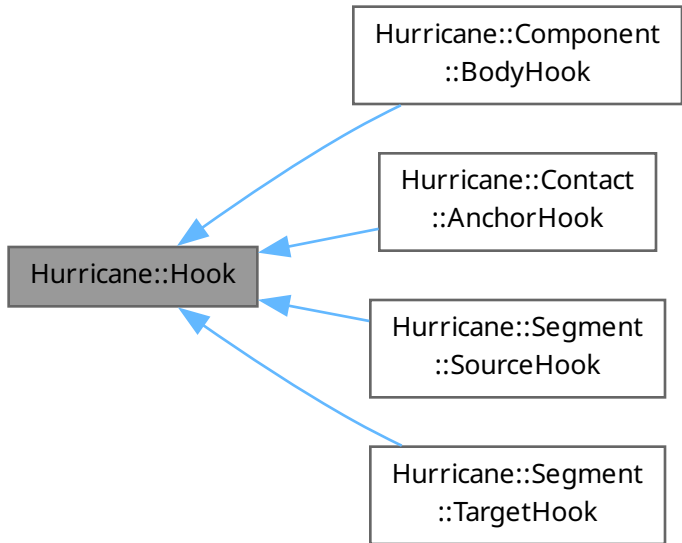 Hurricane::Component
::BodyHook
Hurricane::Contact
::AnchorHook
Hurricane::Hook
Hurricane::Segment
::SourceHook
Hurricane::Segment
::TargetHook